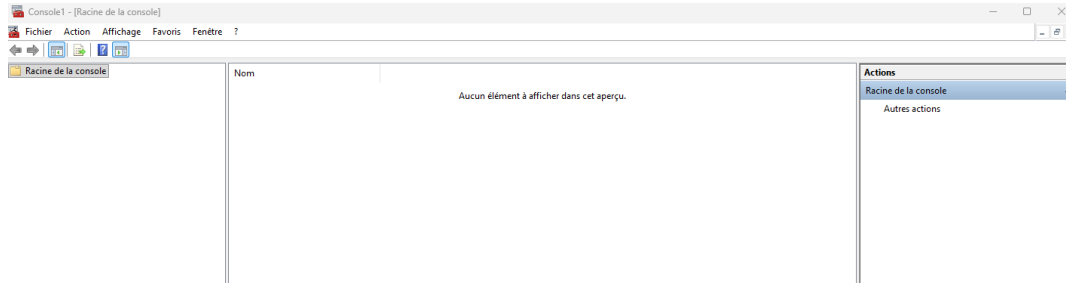 Console1 - [Racine de la console]
Fichier Action Affichage Favoris Fenêtre ?
Racine de la console
Nom
Aucun élément à afficher dans cet aperçu.
Actions
Racine de la console
Autres actions